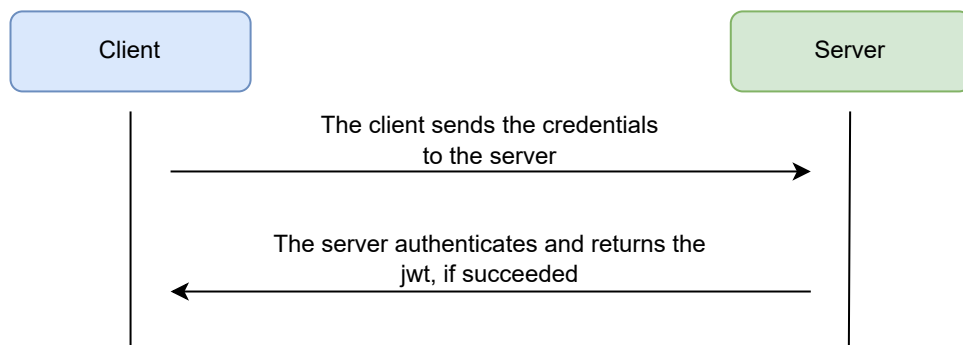 Client
Server
The client sends the credentials
to the server
The server authenticates and returns the
jwt, if succeeded